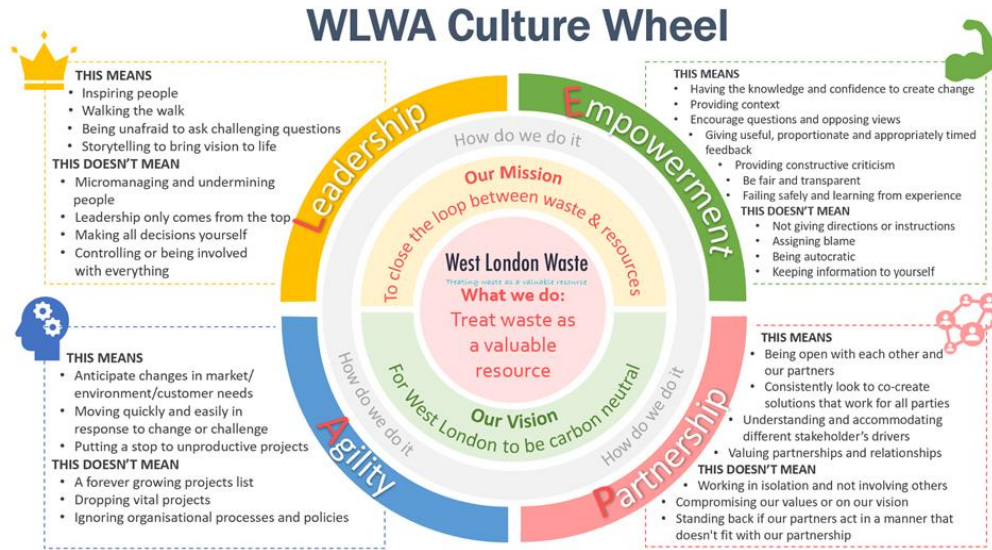 WLWA Culture Wheel
THIS MEANS
• Inspiring people
• Walking the walk
• Being unafraid to ask challenging questions
• Storytelling to bring vision to life
THIS DOESN'T MEAN
• Micromanaging and undermining
people
• Leadership only comes from the top
• Making all decisions yourself
• Controlling or being involved
with everything
THIS MEANS
• Having the knowledge and confidence to create change
• Providing context
• Encourage questions and opposing views
• Giving useful, proportionate and appropriately timed
feedback
• Providing constructive criticism
• Be fair and transparent
• Failing safely and learning from experience
THIS DOESN'T MEAN
• Not giving directions or instructions
• Assigning blame
• Being autocratic
• Keeping information to yourself
Leadership
Empowerment
How do we do it
Our Mission
To close the loop between waste & resources
West London Waste
Treating waste as a valuable resource
What we do:
Treat waste as
a valuable
resource
Our Vision
For West London to be carbon neutral
How do we do it
How do we do it
Agility
Partnership
THIS MEANS
• Anticipate changes in market/
environment/customer needs
• Moving quickly and easily in
response to change or challenge
• Putting a stop to unproductive projects
THIS DOESN'T MEAN
• A forever growing projects list
• Dropping vital projects
• Ignoring organisational processes and policies
THIS MEANS
• Being open with each other and
our partners
• Consistently look to co-create
solutions that work for all parties
• Understanding and accommodating
different stakeholder's drivers
• Valuing partnerships and relationships
THIS DOESN'T MEAN
• Working in isolation and not involving others
• Compromising our values or on our vision
• Standing back if our partners act in a manner that
doesn't fit with our partnership